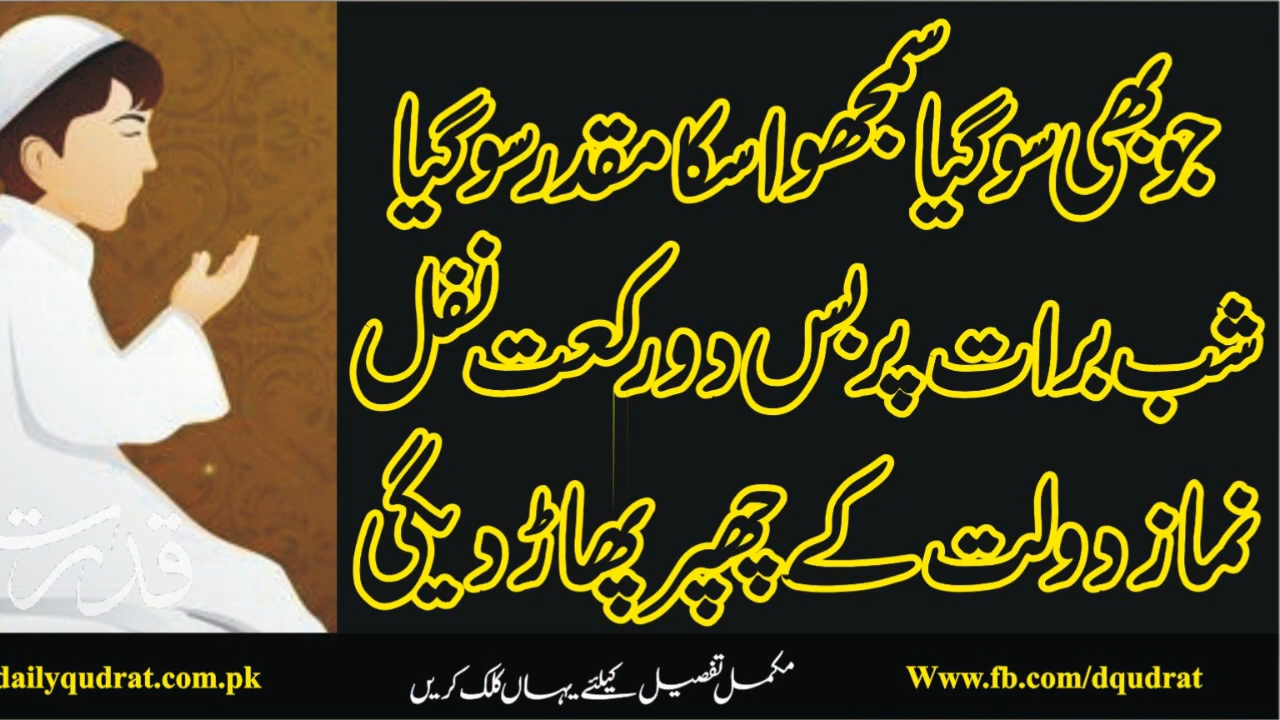 جو بھی سو گیا سمجھو اسکا مقدر سو گیا
شب برات پر بس دو رکعت نفل
نماز دولت کے چھپر پھاڑ دیگی
قدرت
dailyqudrat.com.pk
مکمل تفصیل کیلئے یہاں کلک کریں
Www.fb.com/dqudrat